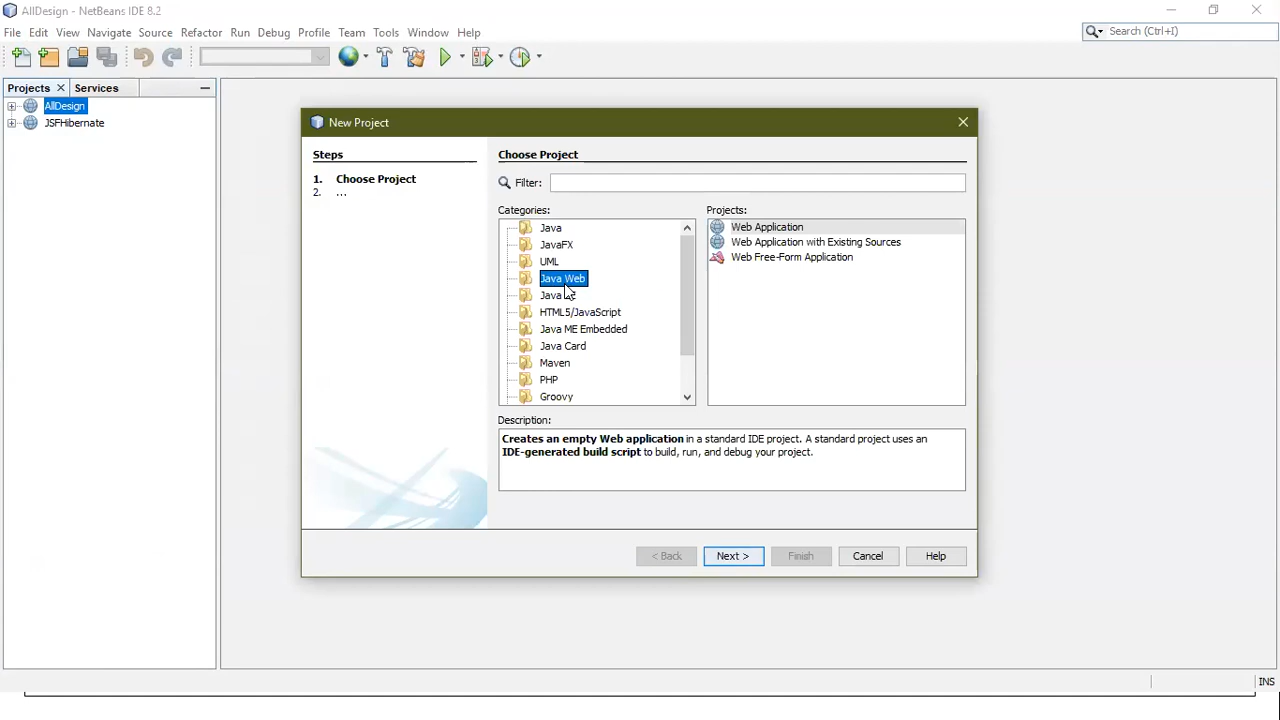 AllDesign - NetBeans IDE 8.2
File Edit View Navigate Source Refactor Run Debug Profile Team Tools Window Help
Search (Ctrl+I)
Projects Services
AllDesign
JSFHibernate
New Project
Steps
1. Choose Project
2. ...
Choose Project
Filter:
Categories:
Java
JavaFX
UML
Java Web
Java
HTML5/JavaScript
Java ME Embedded
Java Card
Maven
PHP
Groovy
Projects:
Web Application
Web Application with Existing Sources
Web Free-Form Application
Description:
Creates an empty Web application in a standard IDE project. A standard project uses an
IDE-generated build script to build, run, and debug your project.
< Back Next > Finish Cancel Help
INS